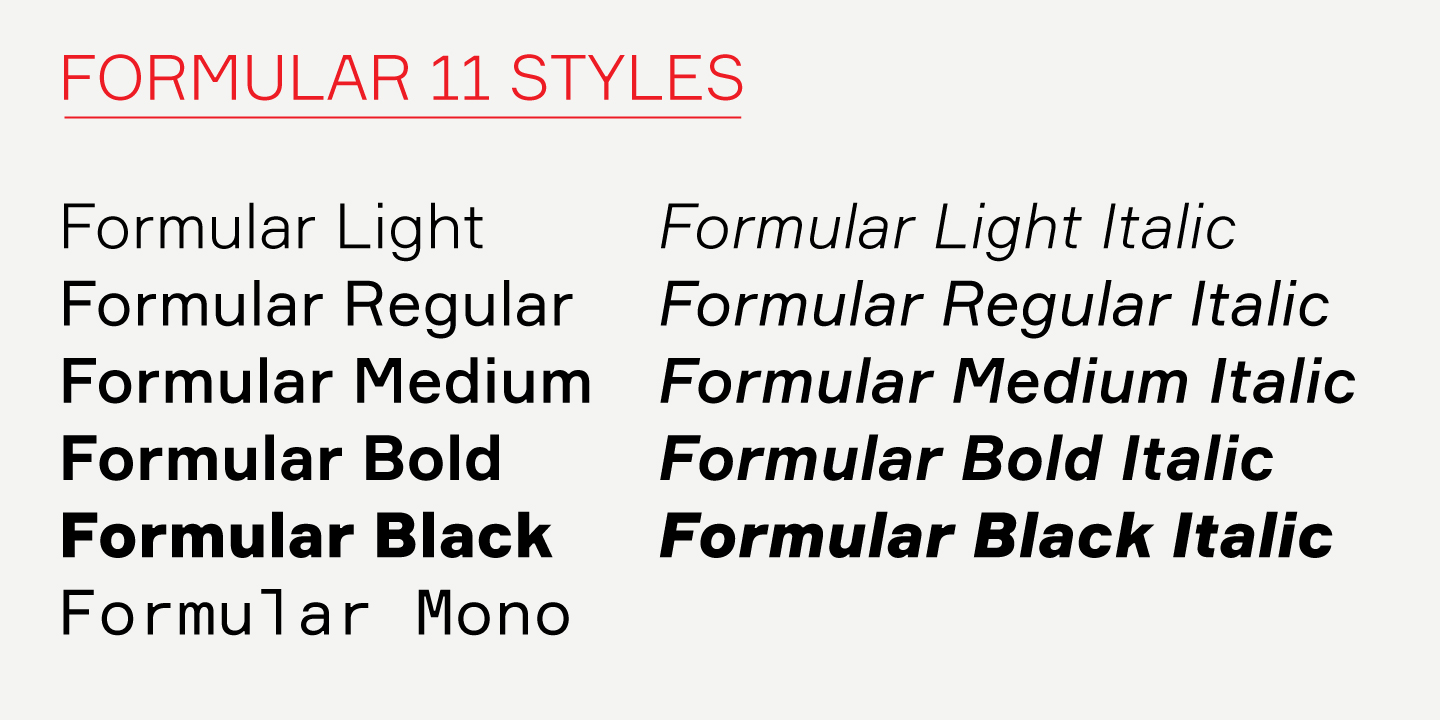 FORMULAR 11 STYLES
Formular Light
Formular Regular
Formular Medium
Formular Bold
Formular Black
Formular Mono
Formular Light Italic
Formular Regular Italic
Formular Medium Italic
Formular Bold Italic
Formular Black Italic